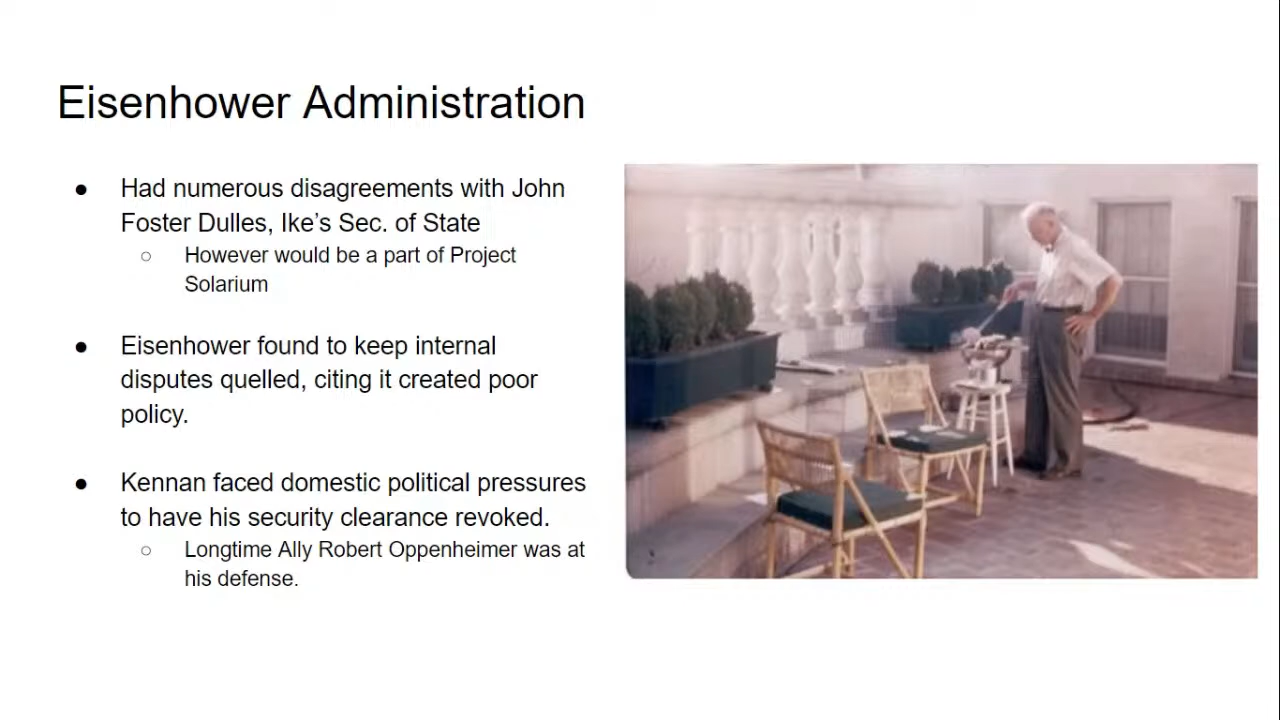 Eisenhower Administration
● Had numerous disagreements with John
Foster Dulles, Ike’s Sec. of State
○ However would be a part of Project
Solarium
● Eisenhower found to keep internal
disputes quelled, citing it created poor
policy.
● Kennan faced domestic political pressures
to have his security clearance revoked.
○ Longtime Ally Robert Oppenheimer was at
his defense.